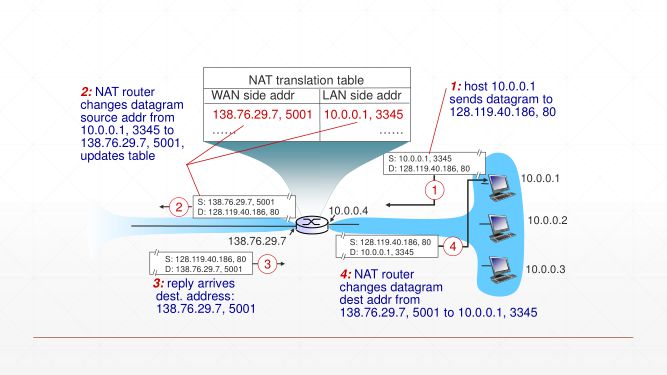 NAT translation table
WAN side addr LAN side addr
138.76.29.7, 5001 10.0.0.1, 3345
…… ……
2: NAT router
changes datagram
source addr from
10.0.0.1, 3345 to
138.76.29.7, 5001,
updates table
1: host 10.0.0.1
sends datagram to
128.119.40.186, 80
S: 10.0.0.1, 3345
D: 128.119.40.186, 80
1
10.0.0.1
S: 138.76.29.7, 5001
D: 128.119.40.186, 80
2
10.0.0.4
10.0.0.2
138.76.29.7
S: 128.119.40.186, 80
D: 10.0.0.1, 3345
4
S: 128.119.40.186, 80
D: 138.76.29.7, 5001
3
10.0.0.3
3: reply arrives
dest. address:
138.76.29.7, 5001
4: NAT router
changes datagram
dest addr from
138.76.29.7, 5001 to 10.0.0.1, 3345